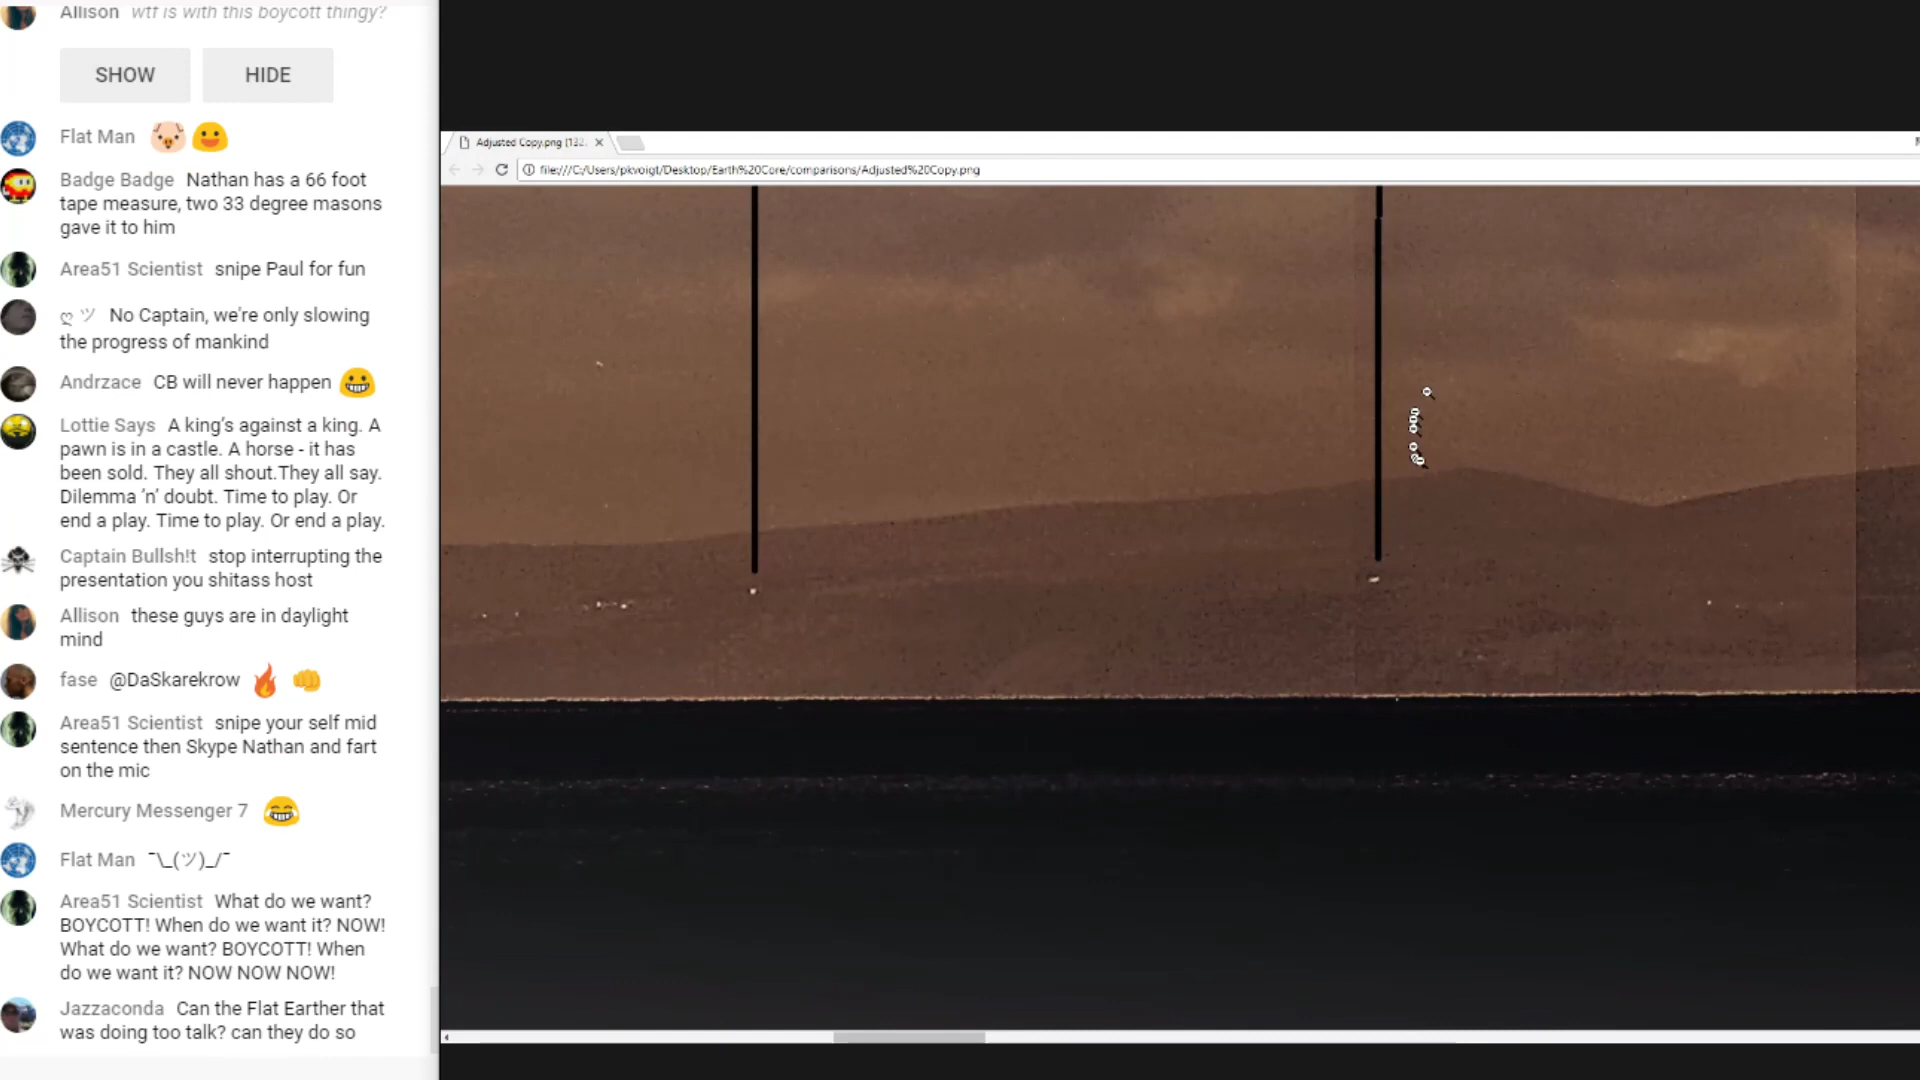 Allison wtf is with this boycott thingy?
SHOW HIDE
Flat Man
Badge Badge Nathan has a 66 foot
tape measure, two 33 degree masons
gave it to him
Area51 Scientist snipe Paul for fun
ღ ツ No Captain, we're only slowing
the progress of mankind
Andrzace CB will never happen
Lottie Says A king's against a king. A
pawn is in a castle. A horse - it has
been sold. They all shout.They all say.
Dilemma 'n' doubt. Time to play. Or
end a play. Time to play. Or end a play.
Captain Bullsh!t stop interrupting the
presentation you shitass host
Allison these guys are in daylight
mind
fase @DaSkarekrow
Area51 Scientist snipe your self mid
sentence then Skype Nathan and fart
on the mic
Mercury Messenger 7
Flat Man ¯\_(ツ)_/¯
Area51 Scientist What do we want?
BOYCOTT! When do we want it? NOW!
What do we want? BOYCOTT! When
do we want it? NOW NOW NOW!
Jazzaconda Can the Flat Earther that
was doing too talk? can they do so
Adjusted Copy.png [132.
file:///C:/Users/pkvoigt/Desktop/Earth%20Core/comparisons/Adjusted%20Copy.png